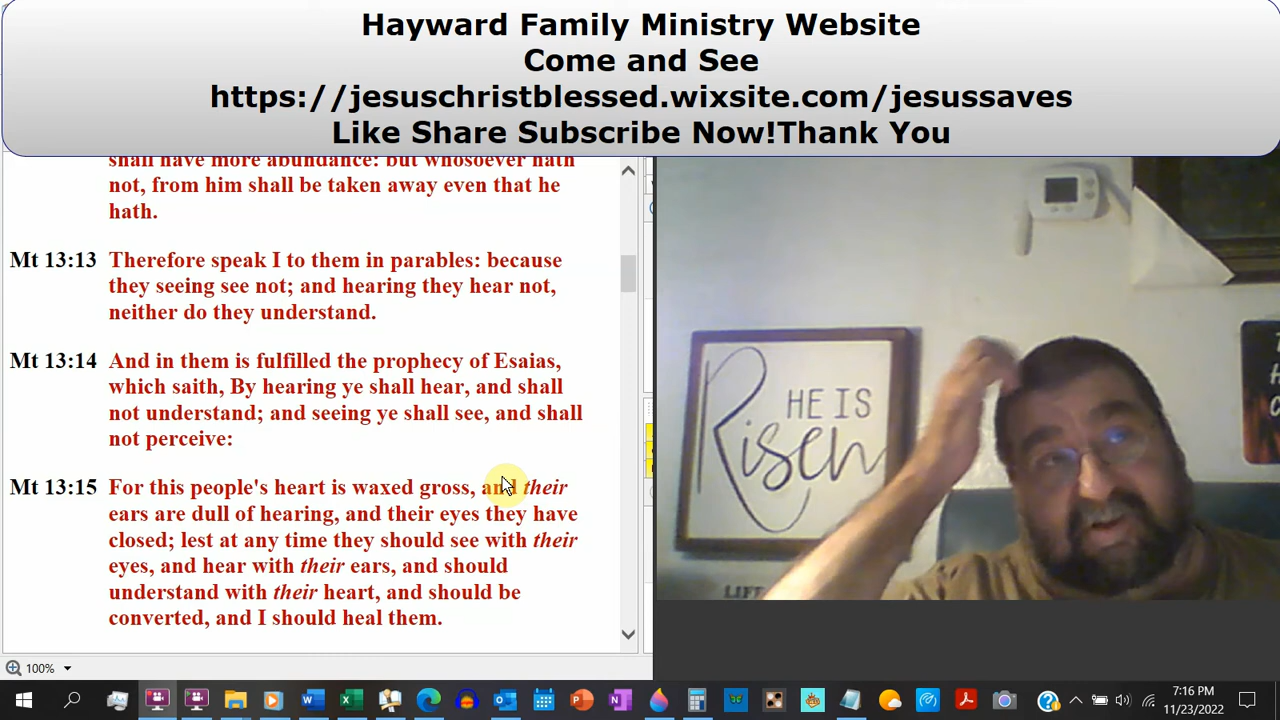 Hayward Family Ministry Website
Come and See
https://jesuschristblessed.wixsite.com/jesussaves
Like Share Subscribe Now!Thank You
shall have more abundance: but whosoever hath
not, from him shall be taken away even that he
hath.
Mt 13:13 Therefore speak I to them in parables: because
they seeing see not; and hearing they hear not,
neither do they understand.
Mt 13:14 And in them is fulfilled the prophecy of Esaias,
which saith, By hearing ye shall hear, and shall
not understand; and seeing ye shall see, and shall
not perceive:
Mt 13:15 For this people's heart is waxed gross, and their
ears are dull of hearing, and their eyes they have
closed; lest at any time they should see with their
eyes, and hear with their ears, and should
understand with their heart, and should be
converted, and I should heal them.
HE IS
Risen
100%
7:16 PM
11/23/2022